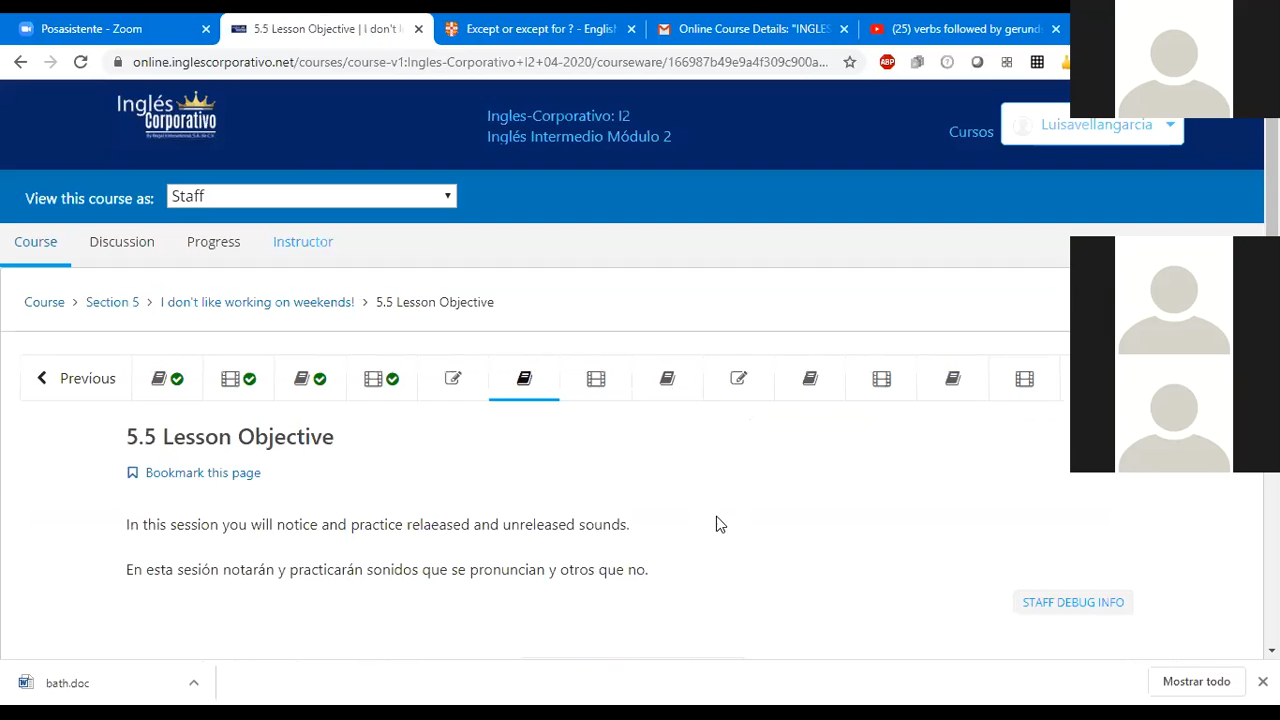 Posasistente - Zoom
5.5 Lesson Objective | I don't l
Except or except for ? - Englis
Online Course Details: "INGLES
(25) verbs followed by gerund
online.inglescorporativo.net/courses/course-v1:Ingles-Corporativo+I2+04-2020/courseware/166987b49e9a4f309c900a...
ABP
Inglés
Corporativo
Ingles-Corporativo: I2
Inglés Intermedio Módulo 2
Cursos
Luisavellangarcia
View this course as:
Staff
Course
Discussion
Progress
Instructor
Course > Section 5 > I don't like working on weekends! > 5.5 Lesson Objective
Previous
5.5 Lesson Objective
Bookmark this page
In this session you will notice and practice relaeased and unreleased sounds.
En esta sesión notarán y practicarán sonidos que se pronuncian y otros que no.
STAFF DEBUG INFO
bath.doc
Mostrar todo